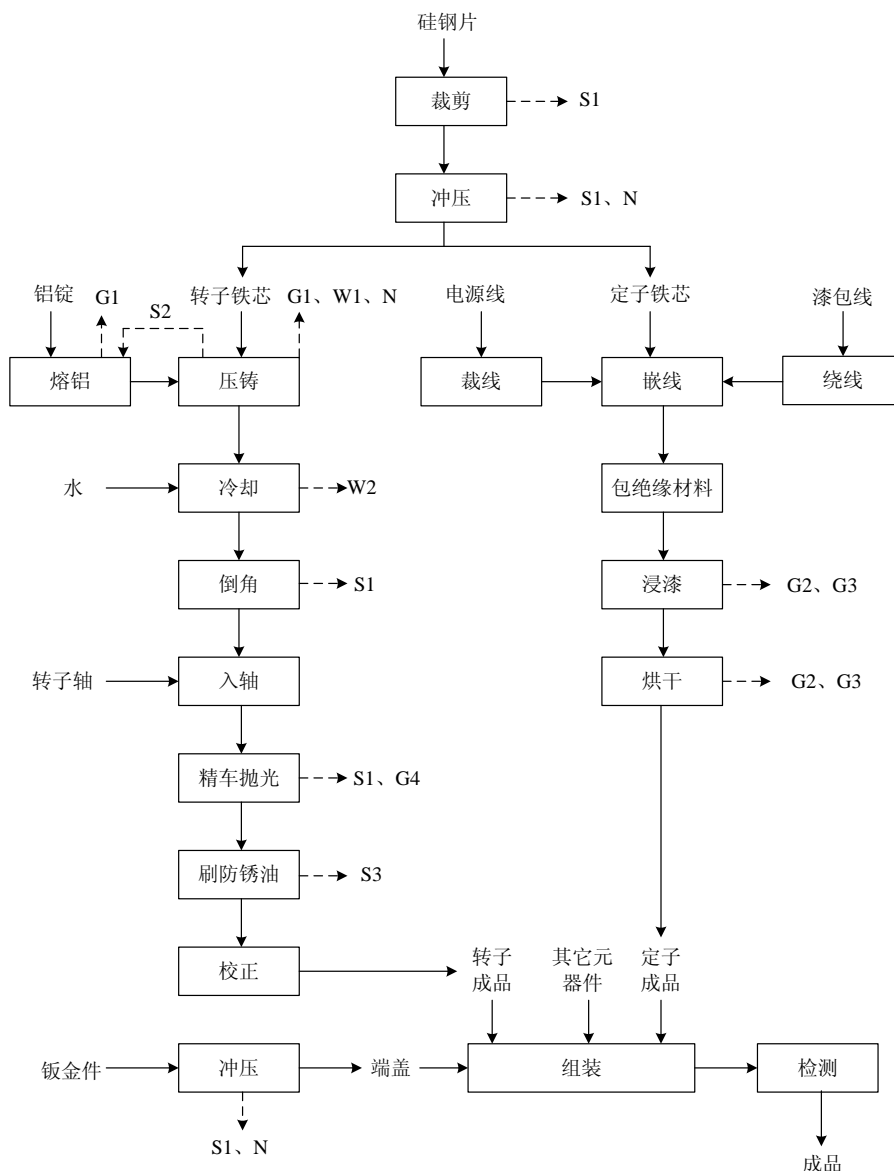 硅钢片
裁剪
S1
冲压
S1、N
铝锭
G1
S2
转子铁芯
G1、W1、N
电源线
定子铁芯
漆包线
熔铝
压铸
裁线
嵌线
绕线
水
冷却
W2
包绝缘材料
倒角
S1
浸漆
G2、G3
转子轴
入轴
烘干
G2、G3
精车抛光
S1、G4
刷防锈油
S3
校正
转子
成品
其它元
器件
定子
成品
钣金件
冲压
端盖
组装
检测
S1、N
成品